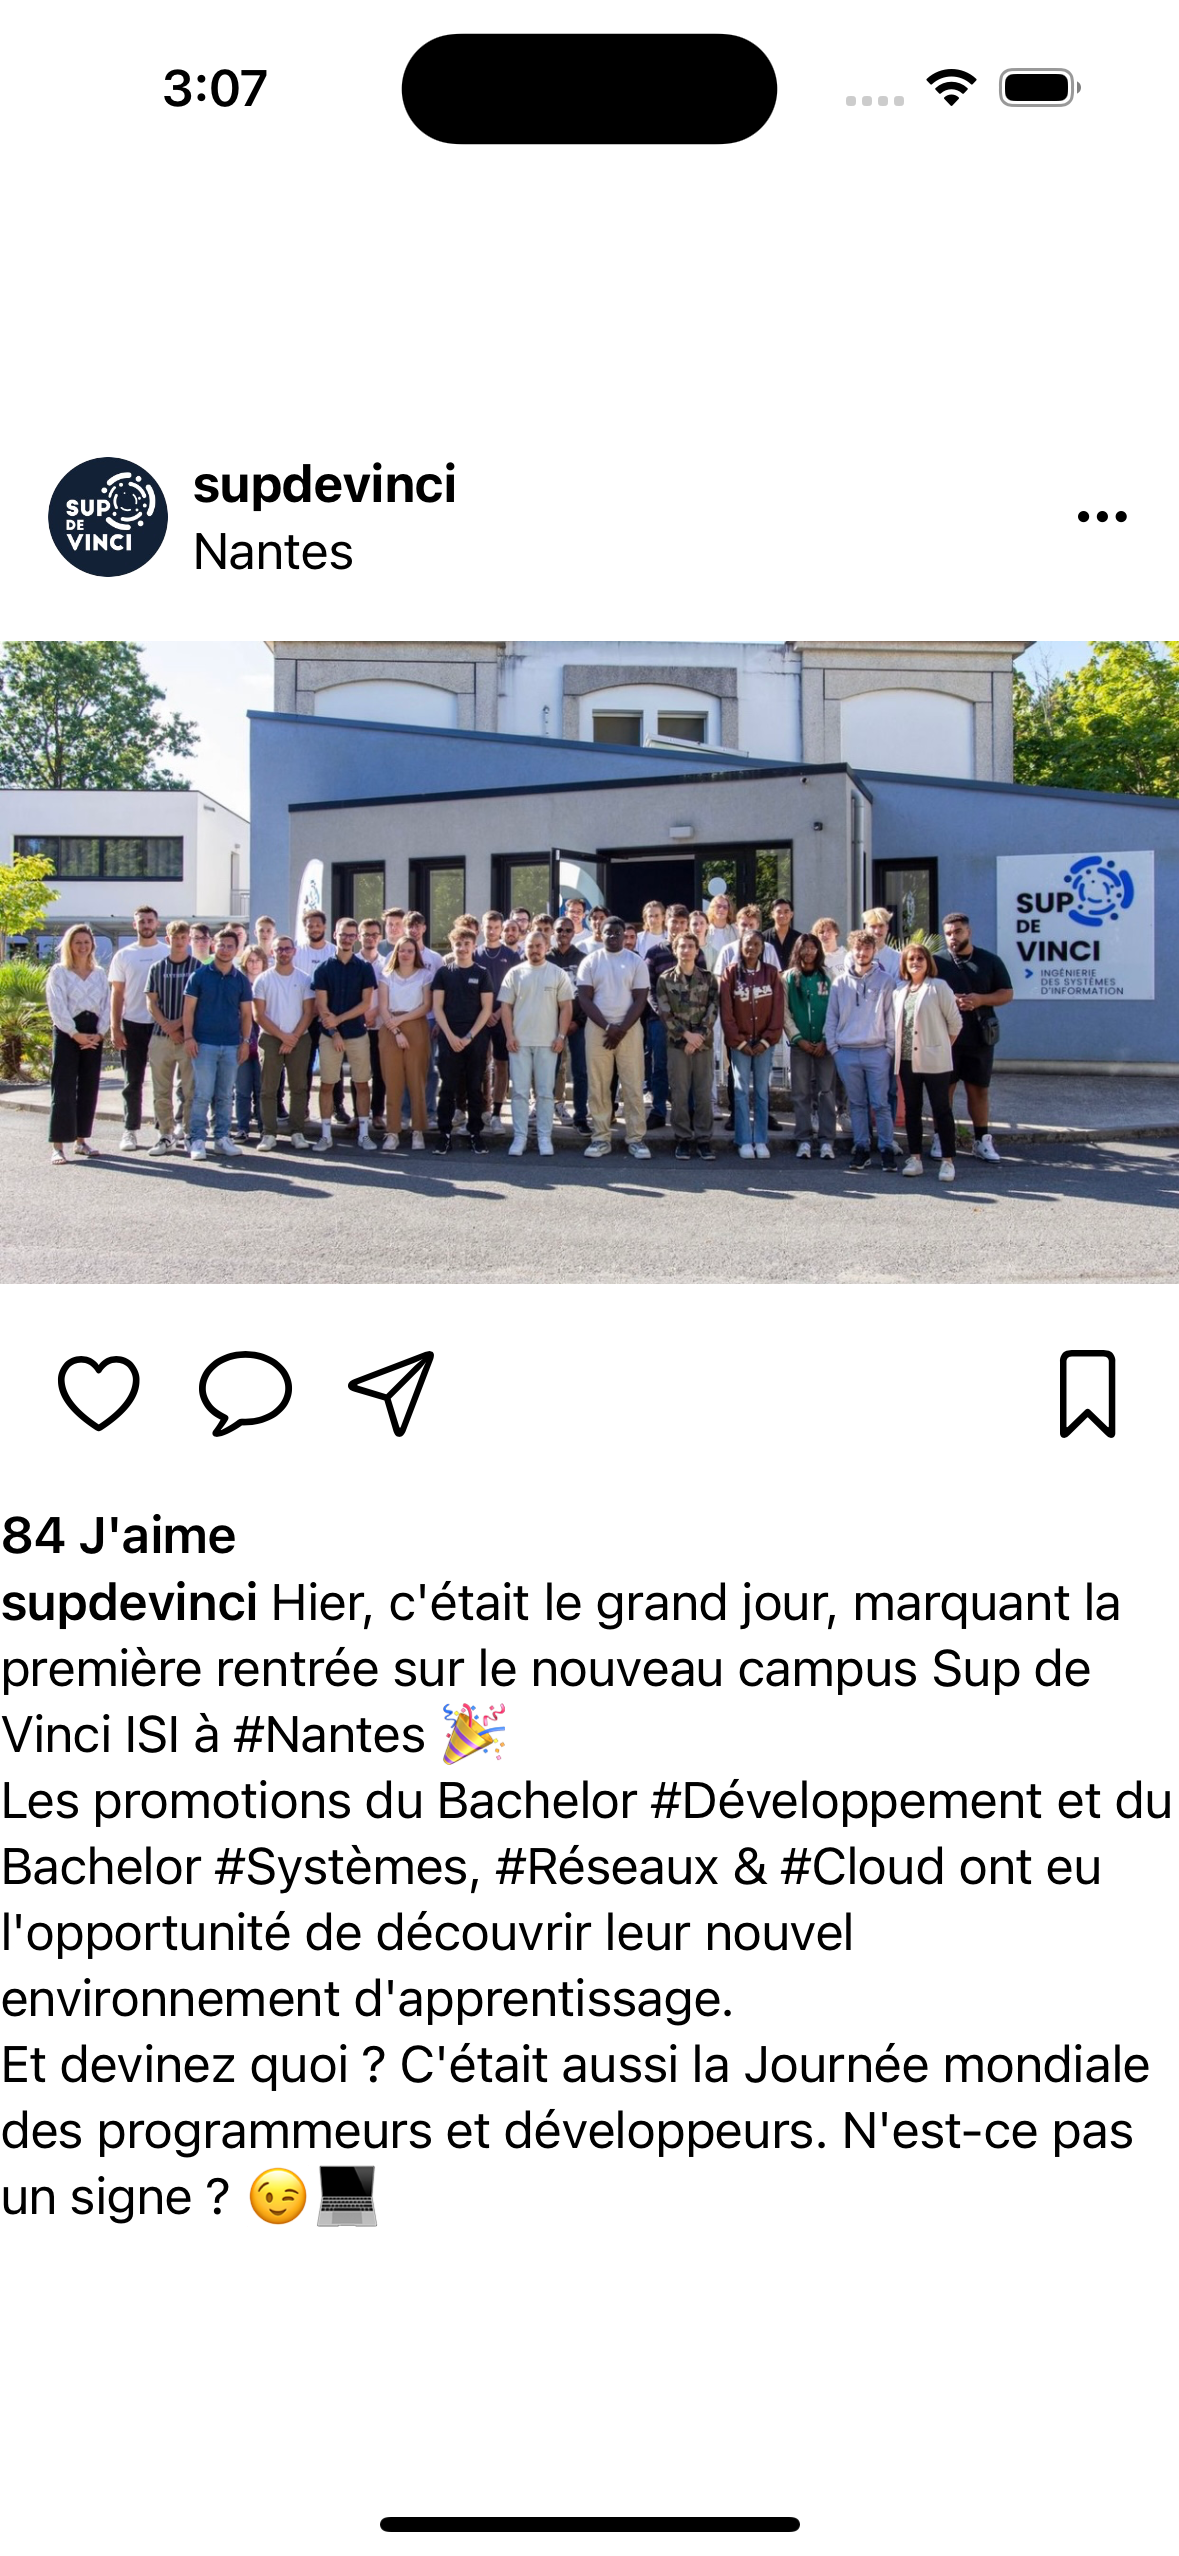 3:07
SUP
DE
VINCI
supdevinci
Nantes
SUP
DE
VINCI
INGÉNIERIE
DES SYSTÈMES
D'INFORMATION
84 J'aime
supdevinci Hier, c'était le grand jour, marquant la
première rentrée sur le nouveau campus Sup de
Vinci ISI à #Nantes 🎉
Les promotions du Bachelor #Développement et du
Bachelor #Systèmes, #Réseaux & #Cloud ont eu
l'opportunité de découvrir leur nouvel
environnement d'apprentissage.
Et devinez quoi ? C'était aussi la Journée mondiale
des programmeurs et développeurs. N'est-ce pas
un signe ? 😉💻